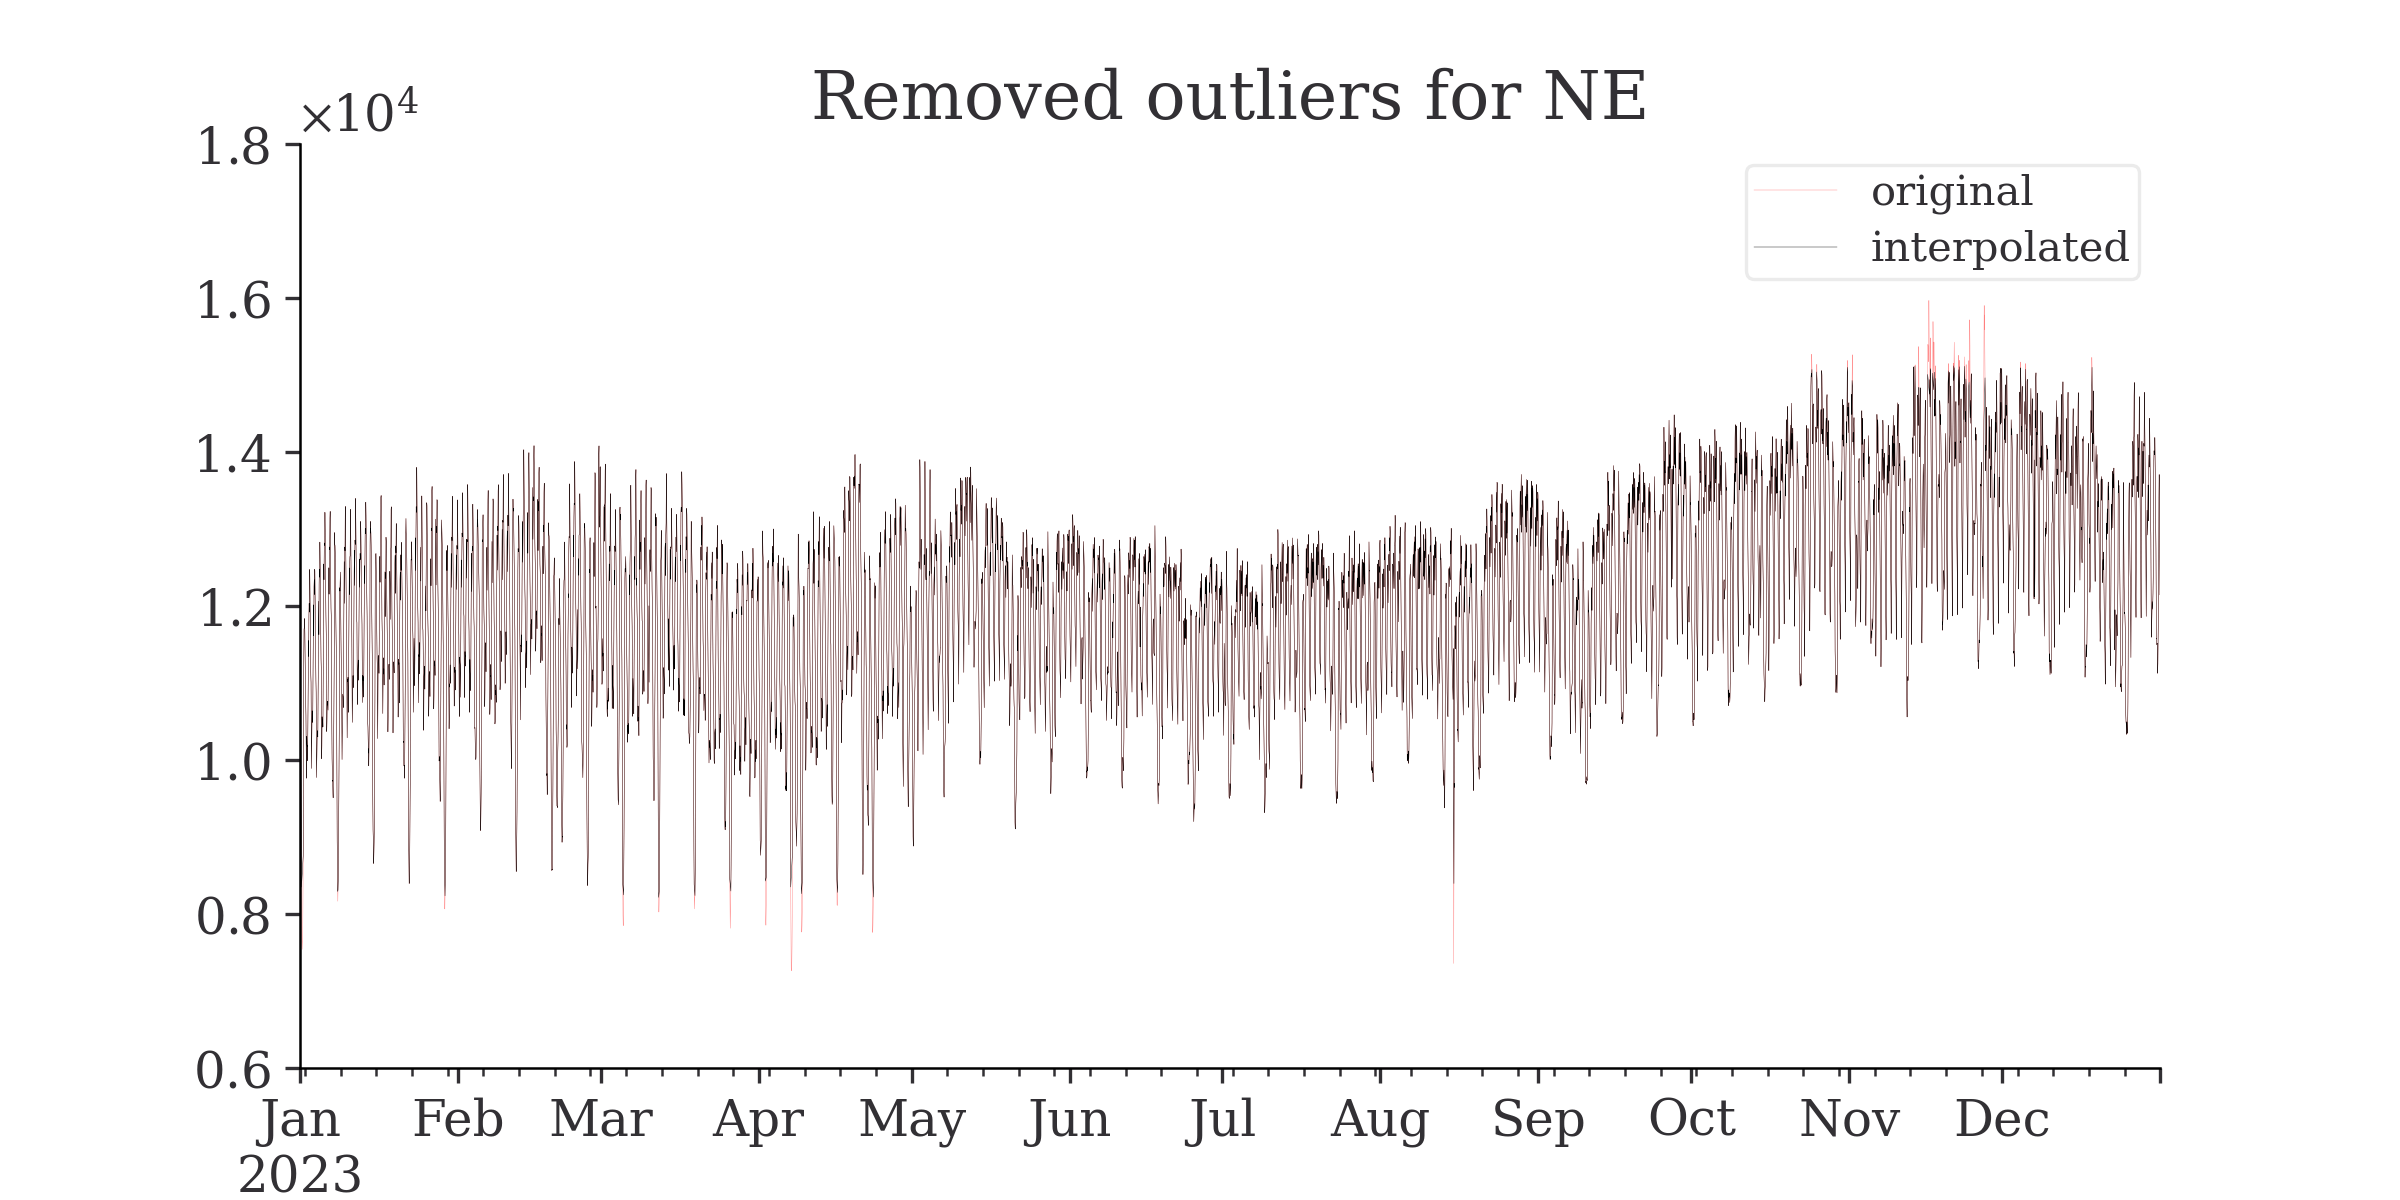 Removed outliers for NE
×10⁴
1.8
1.6
1.4
1.2
1.0
0.8
0.6
original
interpolated
Jan Feb Mar Apr May Jun Jul Aug Sep Oct Nov Dec
2023